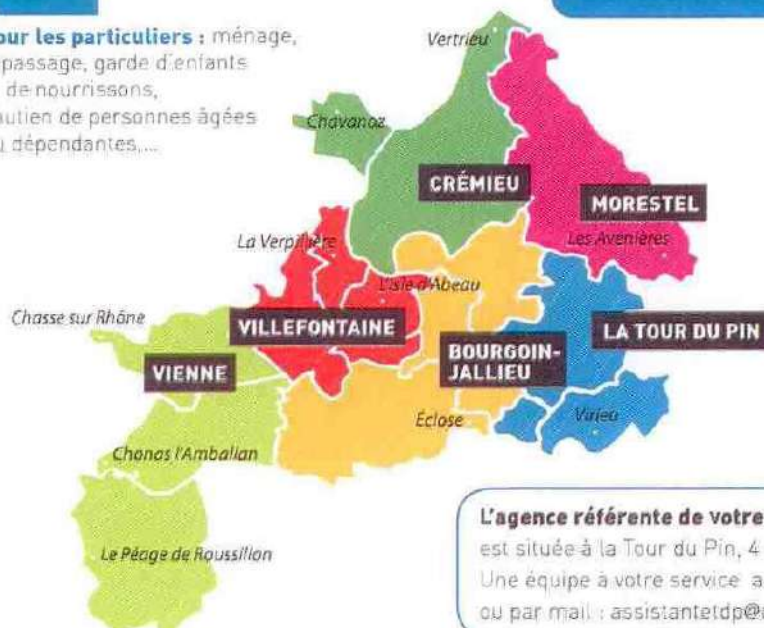 our les particuliers : ménage,
passage, garde d'enfants
de nourrissons,
utien de personnes âgées
dépendantes,...
Vertrieu
Chavanoz
CRÉMIEU
MORESTEL
Les Avenières
La Verpillière
L'Isle d'Abeau
Chasse sur Rhône
VILLEFONTAINE
LA TOUR DU PIN
BOURGOIN-
JALLIEU
VIENNE
Éclose
Virieu
Chonas l'Amballan
Le Péage de Roussillon
L'agence référente de votre
est située à la Tour du Pin, 4
Une équipe à votre service a
ou par mail : assistantetdp@